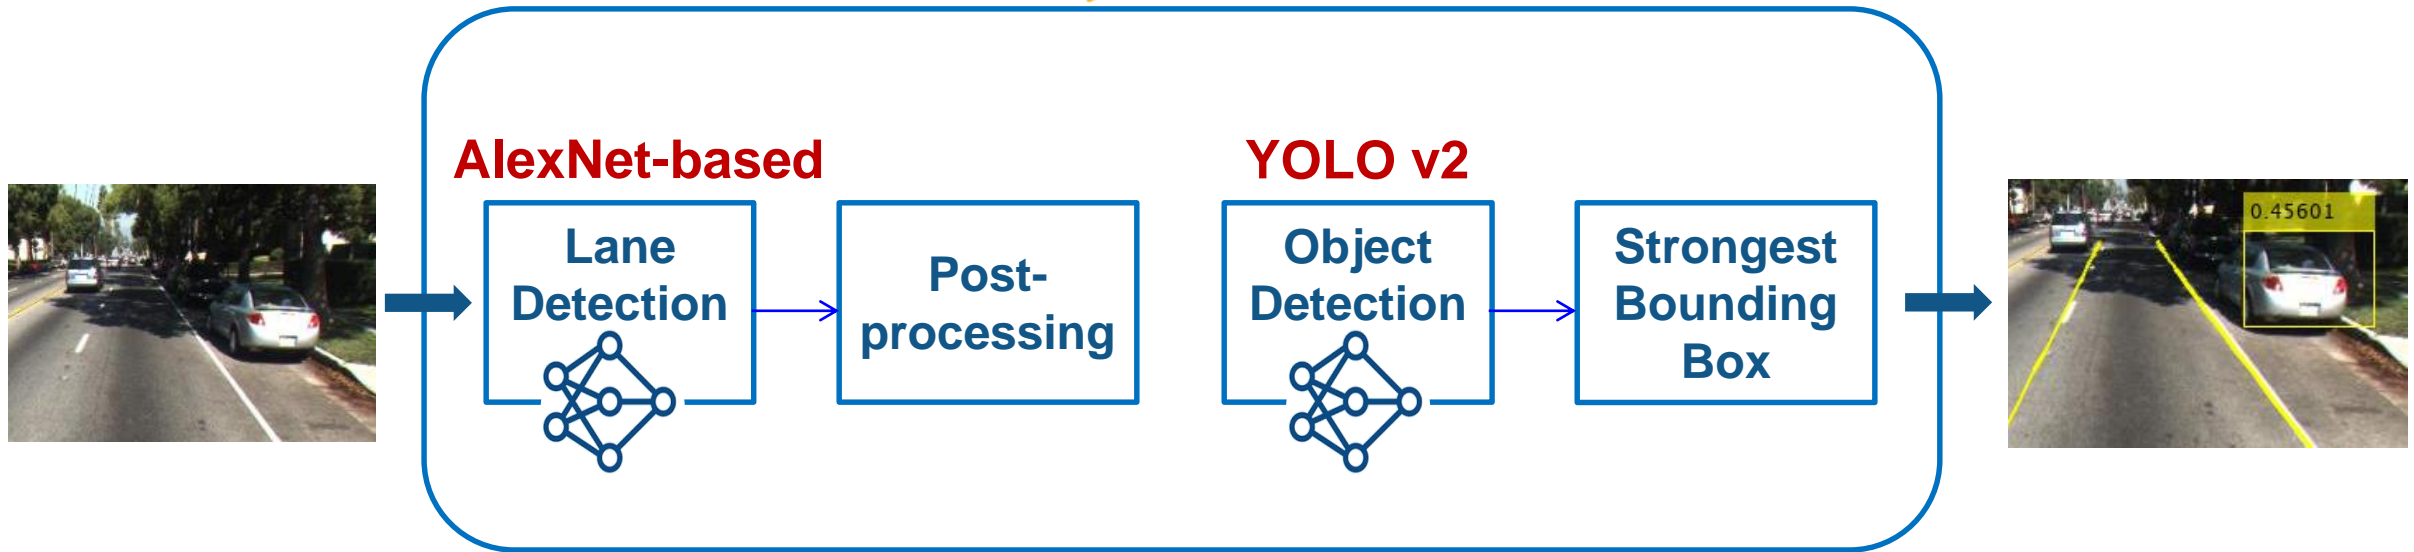 AlexNet-based
Lane
Detection
Post-
processing
YOLO v2
Object
Detection
Strongest
Bounding
Box
0.45601